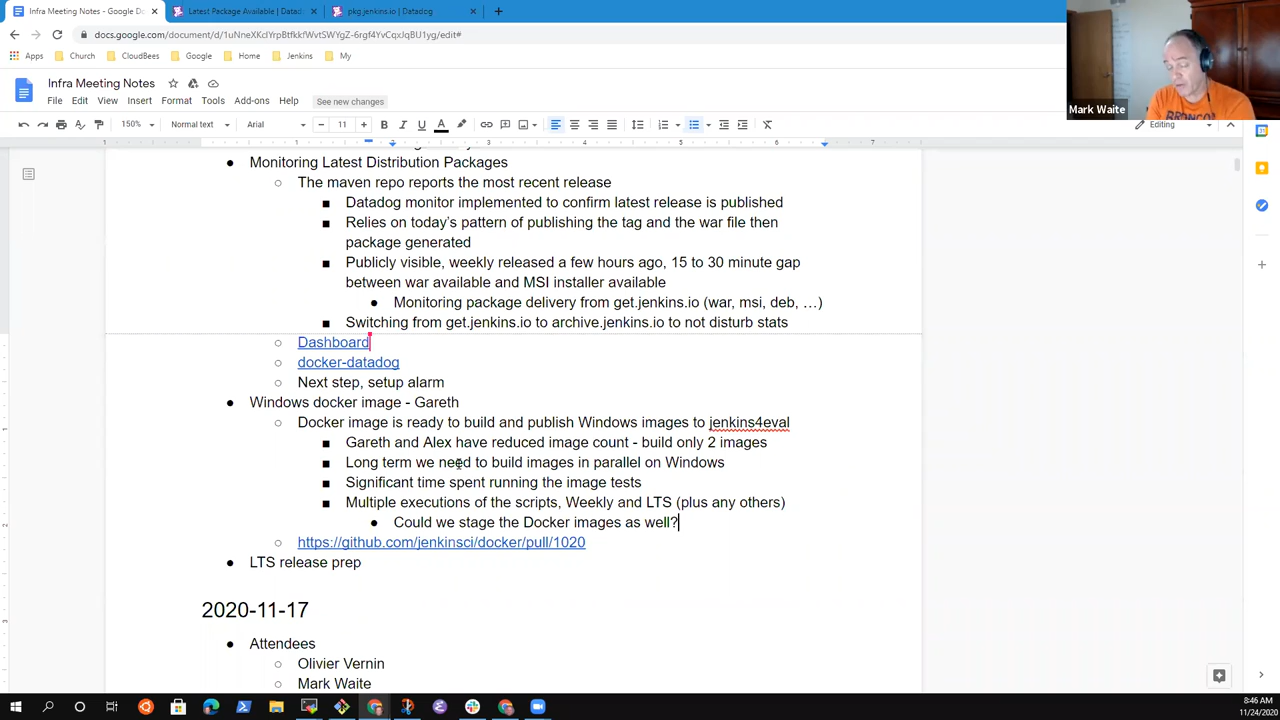 Infra Meeting Notes - Google Do
Latest Package Available | Datad
pkg.jenkins.io | Datadog
docs.google.com/document/d/1uNneXKclYrpBtfkkfWvtSWYgZ-6rgf4YvCqxJqBU1yg/edit#
Apps Church CloudBees Google Home Jenkins My
Infra Meeting Notes
File Edit View Insert Format Tools Add-ons Help See new changes
150% Normal text Arial 11 Editing
Mark Waite
1 1 2 3 4 5 6 7
Monitoring Latest Distribution Packages
The maven repo reports the most recent release
Datadog monitor implemented to confirm latest release is published
Relies on today's pattern of publishing the tag and the war file then
package generated
Publicly visible, weekly released a few hours ago, 15 to 30 minute gap
between war available and MSI installer available
Monitoring package delivery from get.jenkins.io (war, msi, deb, …)
Switching from get.jenkins.io to archive.jenkins.io to not disturb stats
Dashboard
docker-datadog
Next step, setup alarm
Windows docker image - Gareth
Docker image is ready to build and publish Windows images to jenkins4eval
Gareth and Alex have reduced image count - build only 2 images
Long term we need to build images in parallel on Windows
Significant time spent running the image tests
Multiple executions of the scripts, Weekly and LTS (plus any others)
Could we stage the Docker images as well?
https://github.com/jenkinsci/docker/pull/1020
LTS release prep
2020-11-17
Attendees
Olivier Vernin
Mark Waite
8:46 AM
11/24/2020